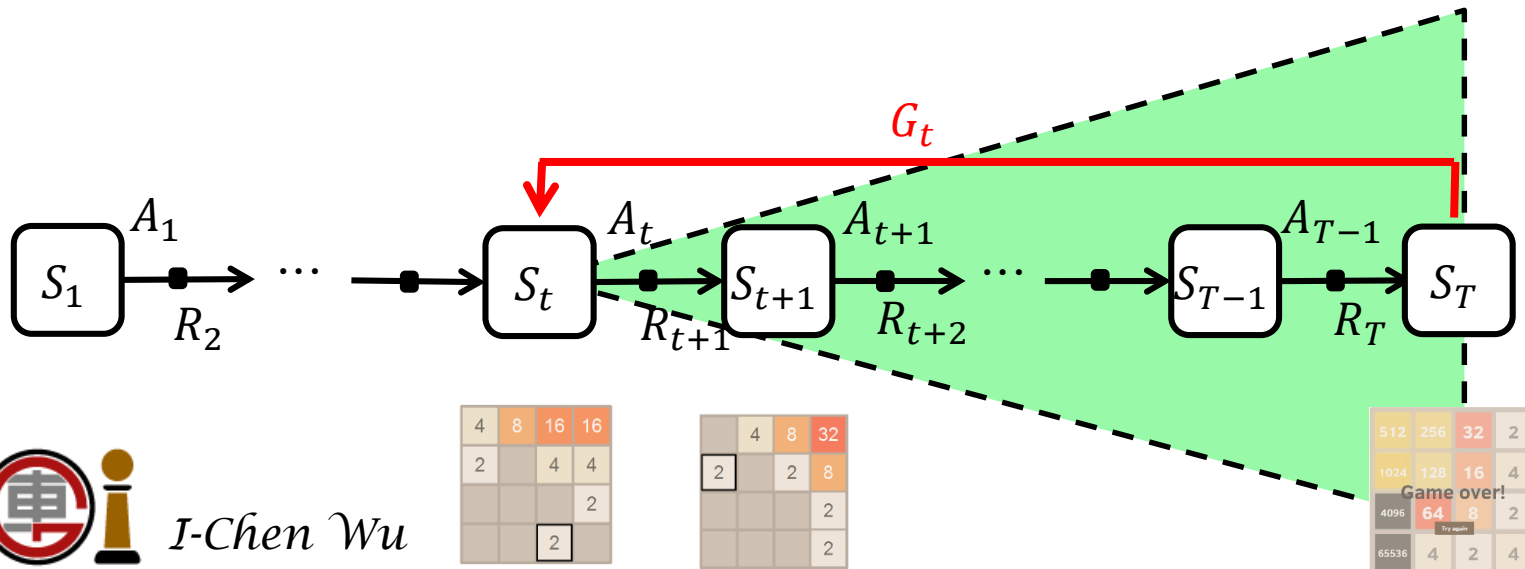 G_t
A_1 A_t A_{t+1} A_{T-1}
S_1 ⋯ S_t S_{t+1} ⋯ S_{T-1} S_T
R_2 R_{t+1} R_{t+2} R_T
4 8 16 16
2 4 4
2
2
4 8 32
2 2 8
2
2
512 256 32 2
1024 128 16 4
Game over!
4096 64 8 2
Try again
65536 4 2 4
車
I-Chen Wu